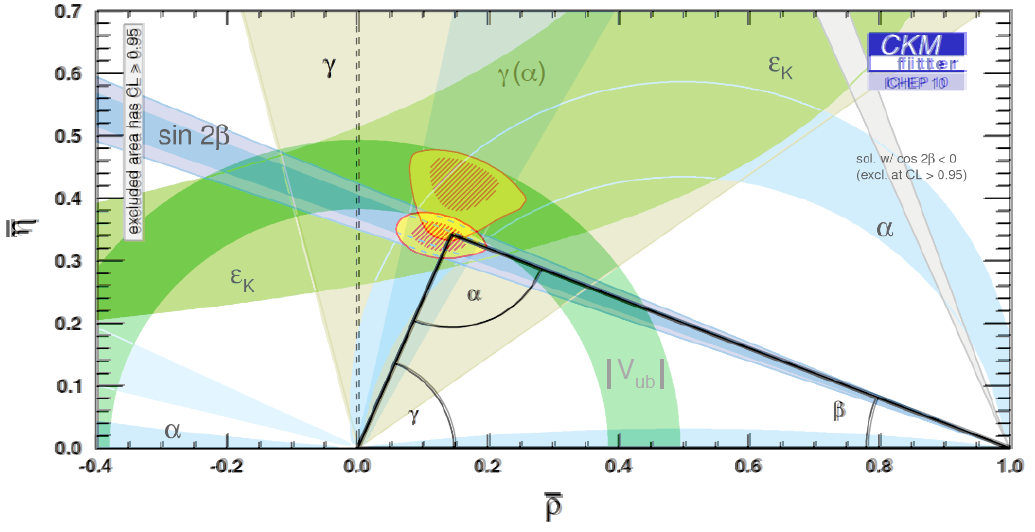 0.7
0.6
0.5
0.4
0.3
0.2
0.1
0.0
η̅
excluded area has CL > 0.95
γ
γ(α)
ε_K
CKM
fitter
ICHEP 10
sin 2β
sol. w/ cos 2β < 0
(excl. at CL > 0.95)
α
ε_K
α
|V_ub|
α
γ
β
-0.4 -0.2 0.0 0.2 0.4 0.6 0.8 1.0
ρ̅